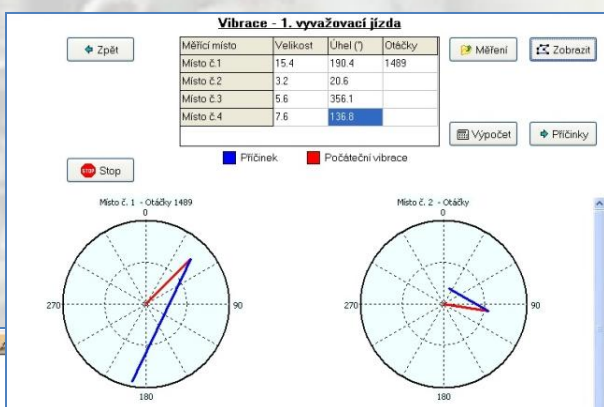 Vibrace - 1. vyvažovací jízda
Zpět
Měřící místo Velikost Úhel (°) Otáčky
Místo č.1 15.4 190.4 1489
Místo č.2 3.2 20.6
Místo č.3 5.6 356.1
Místo č.4 7.6 136.8
Měření
Zobrazit
Výpočet
Příčinky
Příčinek
Počáteční vibrace
STOP Stop
Místo č. 1 - Otáčky 1489
0
270
90
180
Místo č. 2 - Otáčky
0
270
90
180